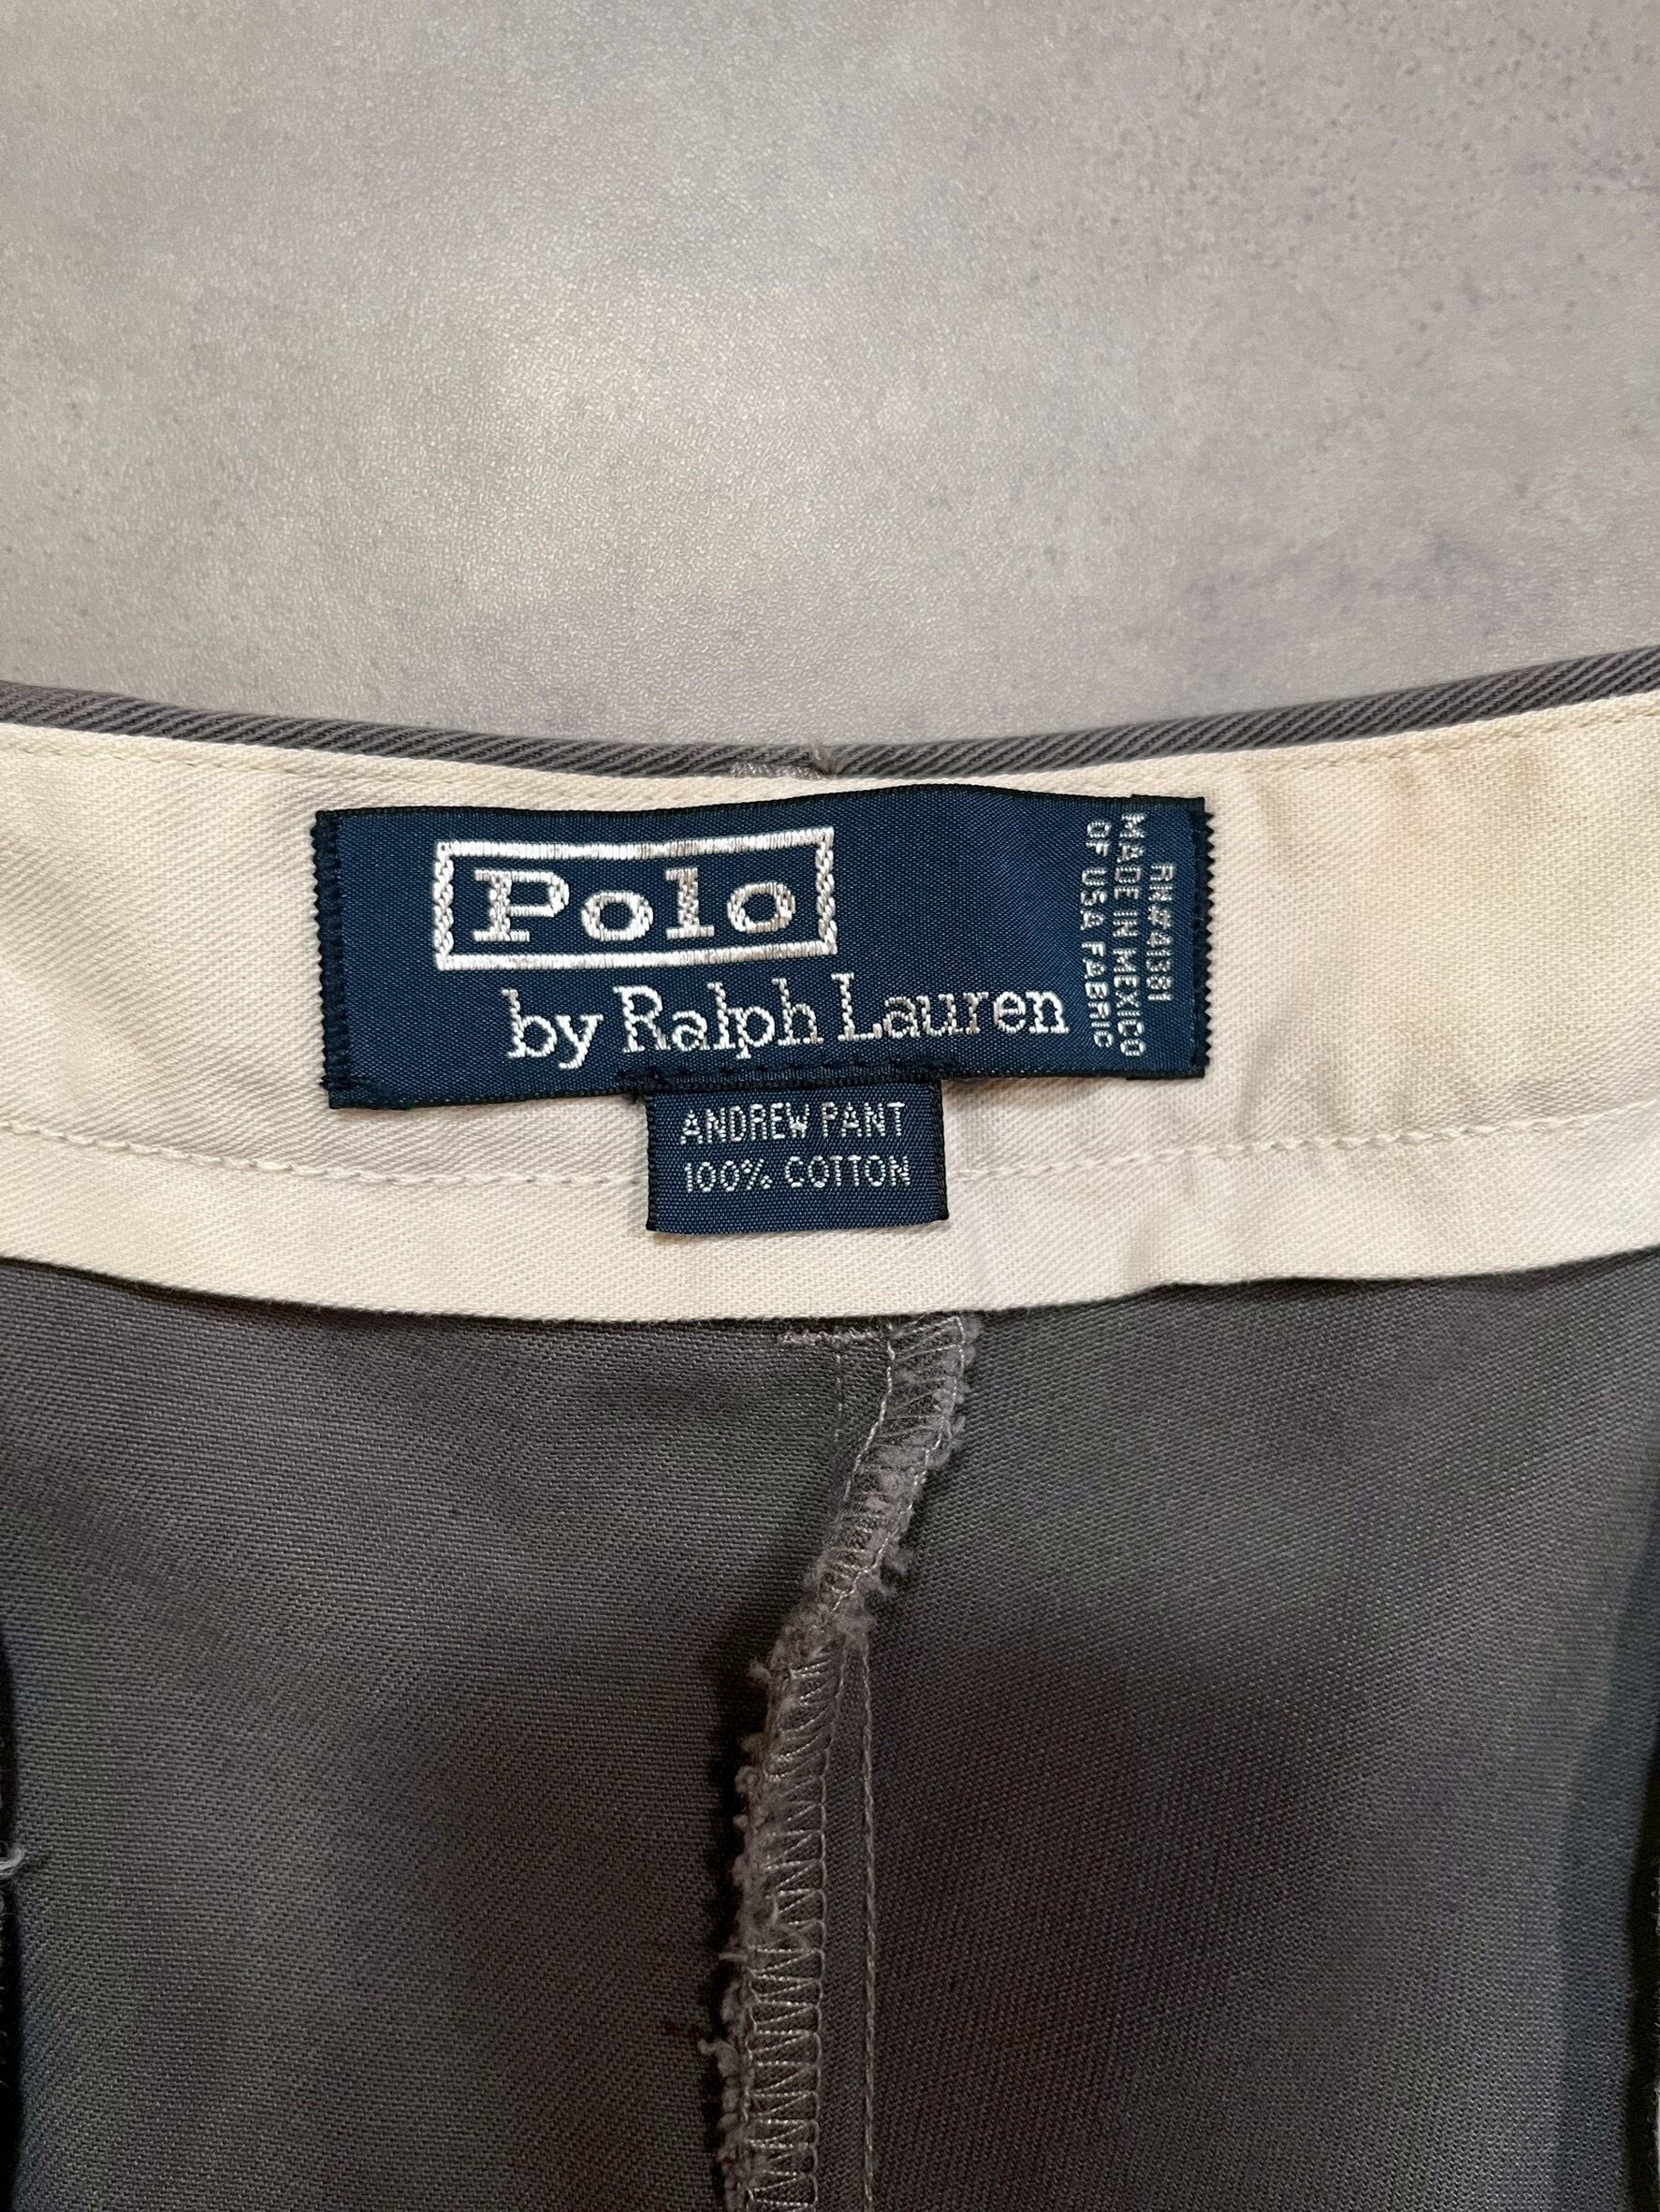 Polo
by Ralph Lauren
RN#41381
MADE IN MEXICO
OF USA FABRIC
ANDREW PANT
100% COTTON